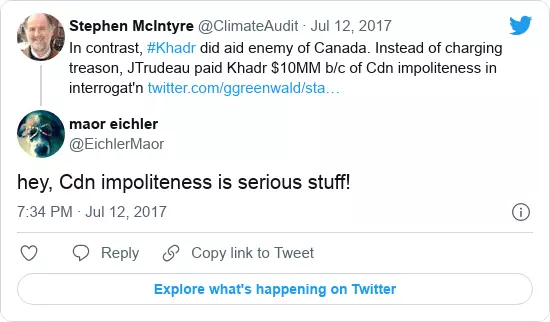 Stephen McIntyre @ClimateAudit · Jul 12, 2017
In contrast, #Khadr did aid enemy of Canada. Instead of charging
treason, JTrudeau paid Khadr $10MM b/c of Cdn impoliteness in
interrogat'n twitter.com/ggreenwald/sta…
maor eichler
@EichlerMaor
hey, Cdn impoliteness is serious stuff!
7:34 PM · Jul 12, 2017
Reply Copy link to Tweet
Explore what's happening on Twitter